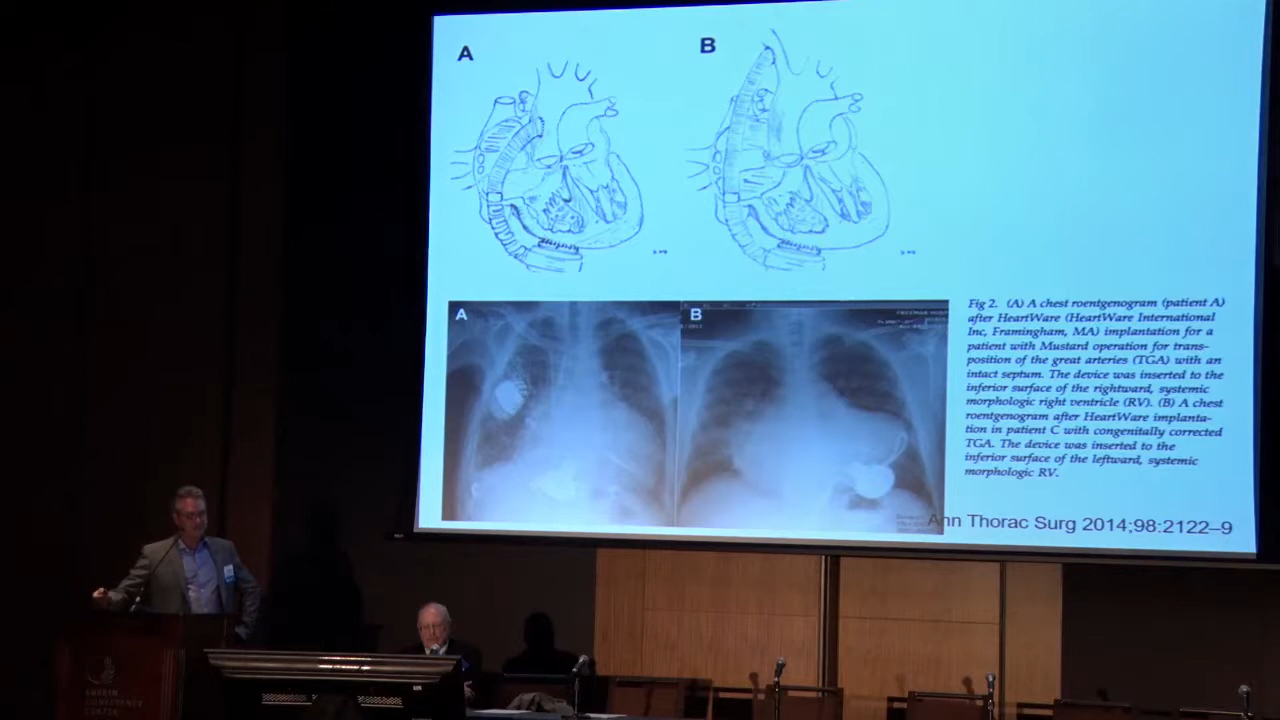 A
B
A
B
FREEMAN HOSP
Fig 2. (A) A chest roentgenogram (patient A)
after HeartWare (HeartWare International
Inc, Framingham, MA) implantation for a
patient with Mustard operation for trans-
position of the great arteries (TGA) with an
intact septum. The device was inserted to the
inferior surface of the rightward, systemic
morphologic right ventricle (RV). (B) A chest
roentgenogram after HeartWare implanta-
tion in patient C with congenitally corrected
TGA. The device was inserted to the
inferior surface of the leftward, systemic
morphologic RV.
Ann Thorac Surg 2014;98:2122–9
CONFERENCE
CENTER